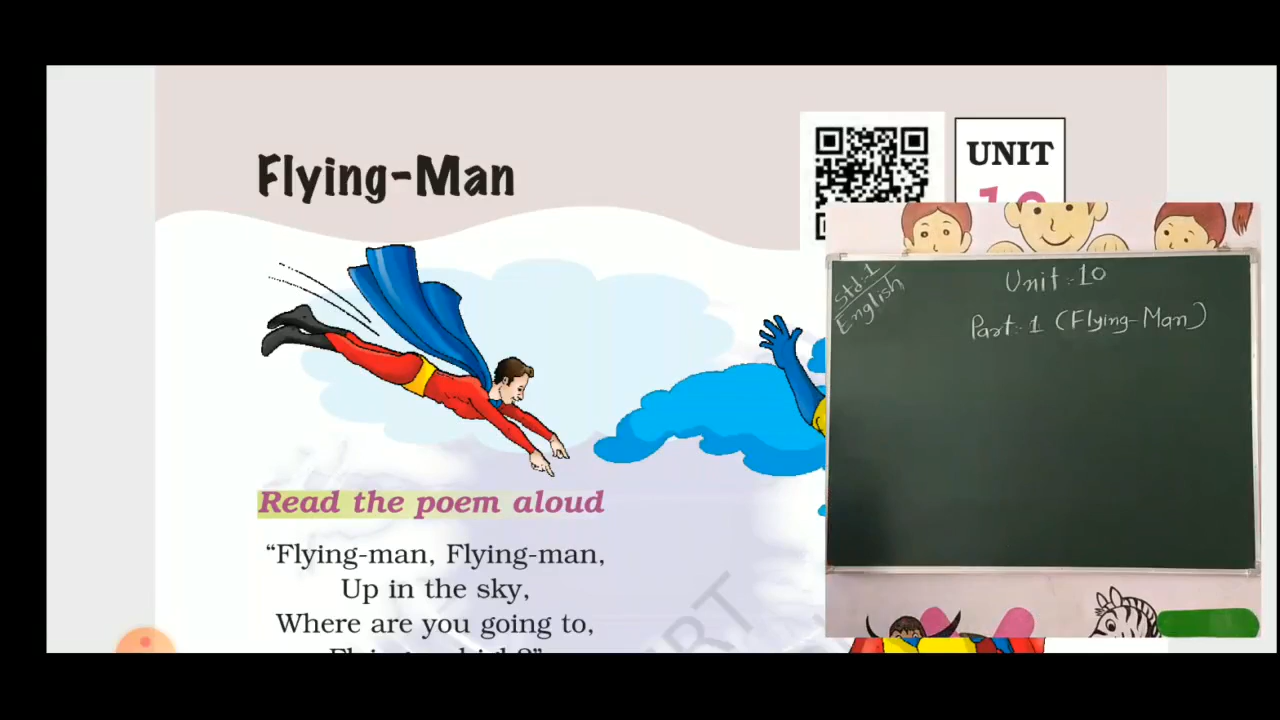 Flying-Man
UNIT
Read the poem aloud
“Flying-man, Flying-man,
Up in the sky,
Where are you going to,
Std:-1
English
Unit:-10
Part:-1 (Flying-Man)